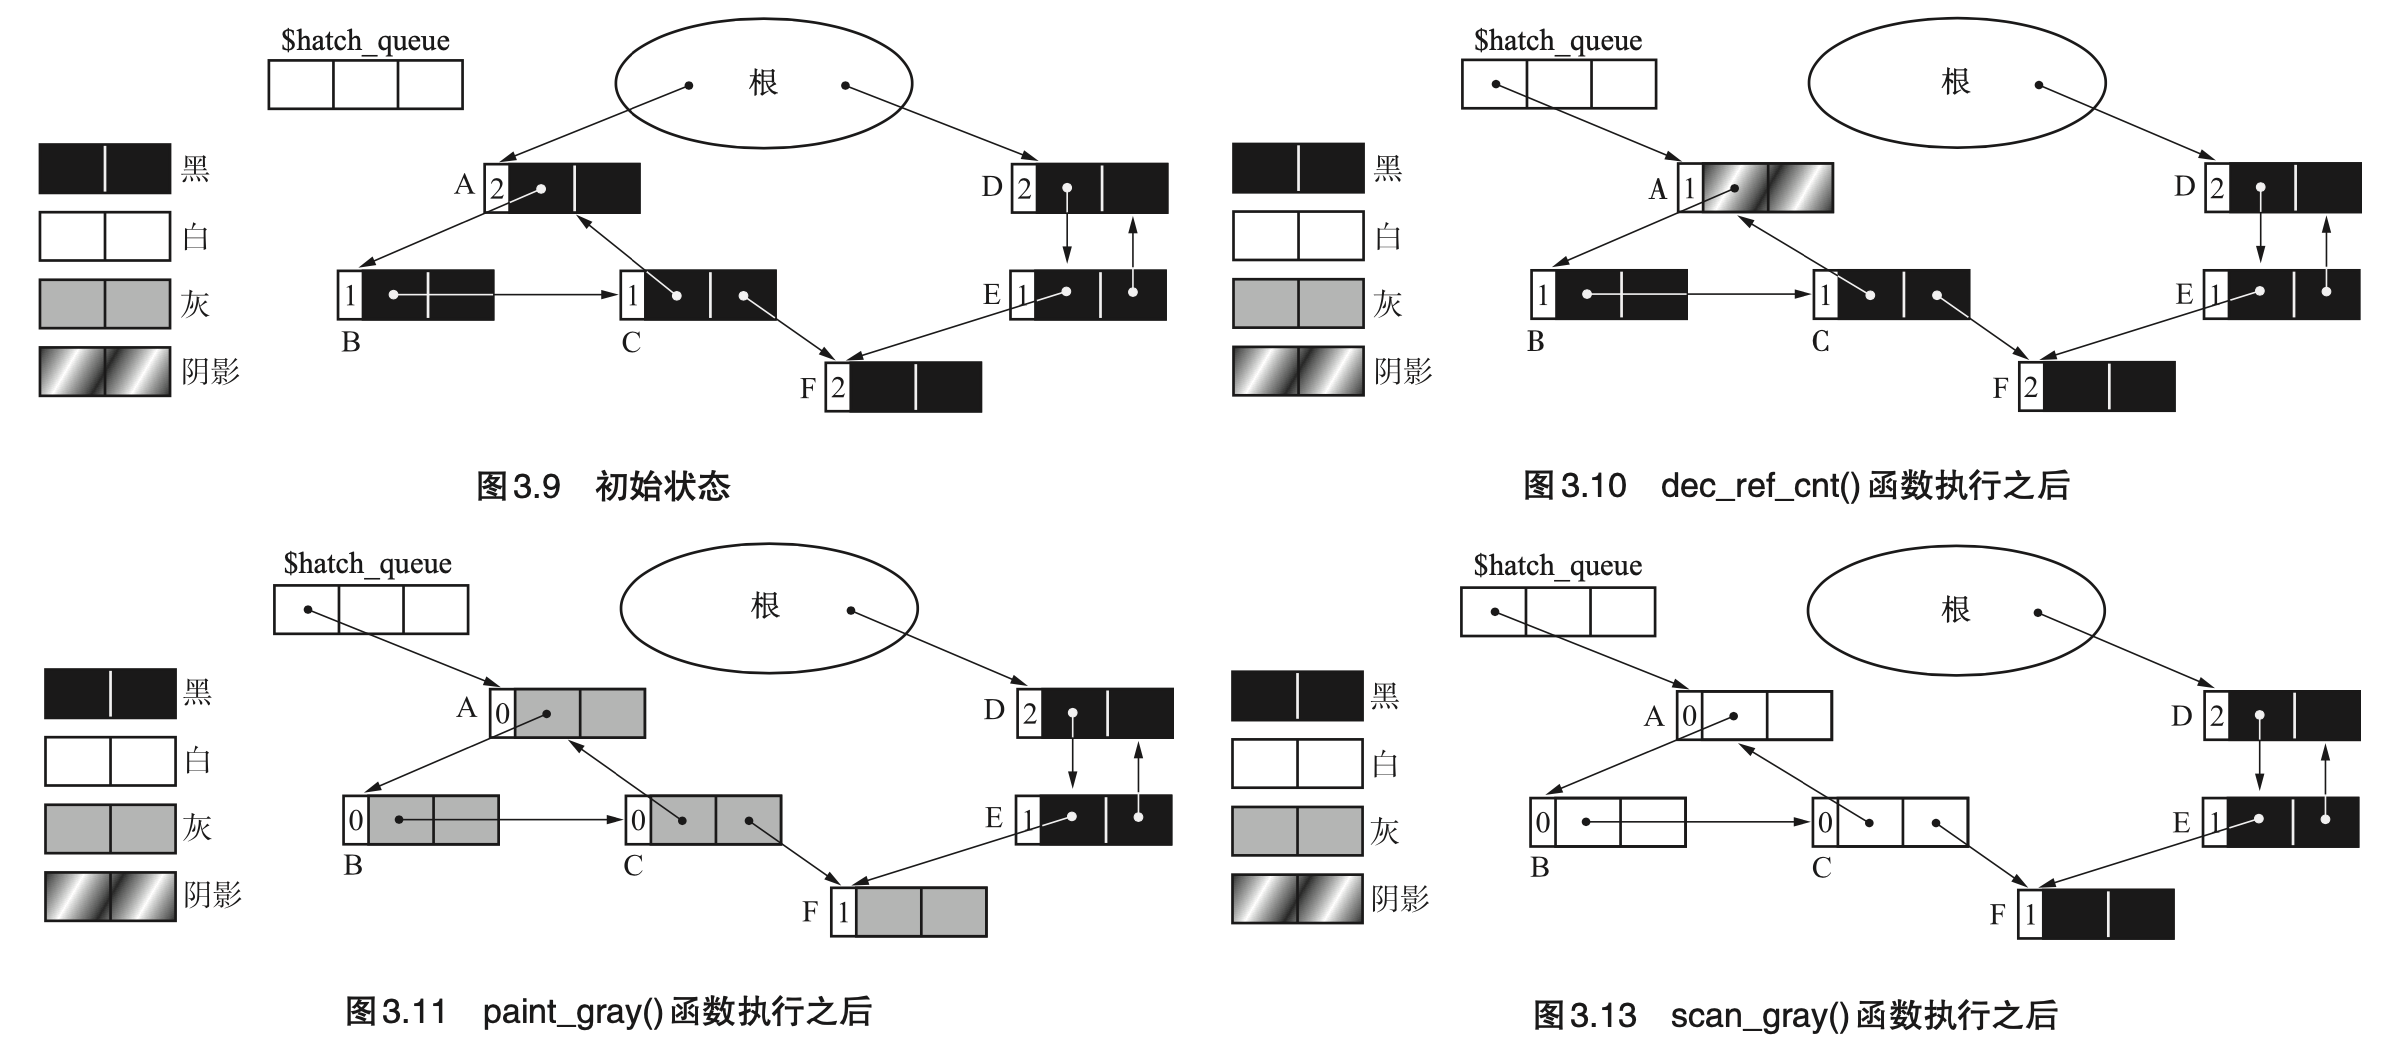 $hatch_queue
根
黑
白
灰
阴影
A 2
D 2
1
B
1
C
E 1
F 2
图3.9 初始状态
$hatch_queue
根
黑
白
灰
阴影
A 1
D 2
1
B
1
C
E 1
F 2
图3.10 dec_ref_cnt()函数执行之后
$hatch_queue
根
黑
白
灰
阴影
A 0
D 2
0
B
0
C
E 1
F 1
图3.11 paint_gray()函数执行之后
$hatch_queue
根
黑
白
灰
阴影
A 0
D 2
0
B
0
C
E 1
F 1
图3.13 scan_gray()函数执行之后